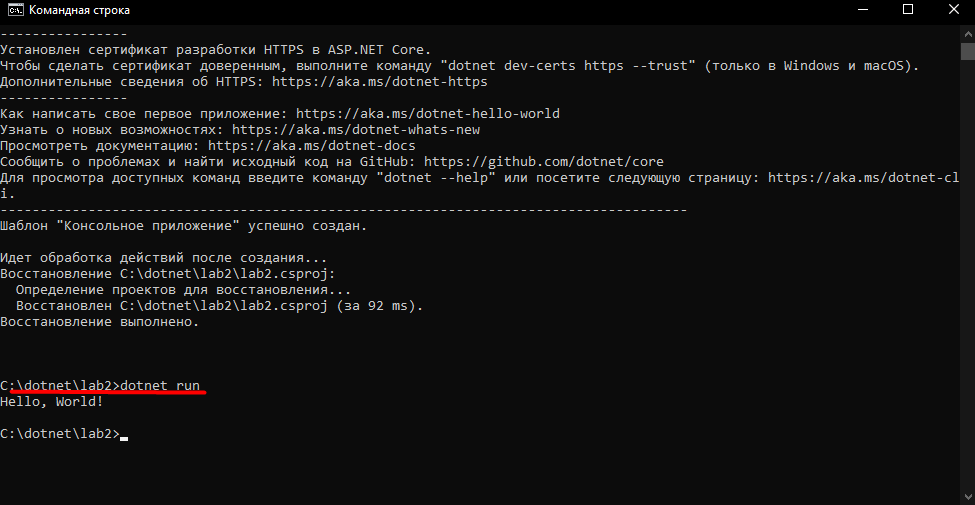 Командная строка
----------------
Установлен сертификат разработки HTTPS в ASP.NET Core.
Чтобы сделать сертификат доверенным, выполните команду "dotnet dev-certs https --trust" (только в Windows и macOS).
Дополнительные сведения об HTTPS: https://aka.ms/dotnet-https
----------------
Как написать свое первое приложение: https://aka.ms/dotnet-hello-world
Узнать о новых возможностях: https://aka.ms/dotnet-whats-new
Просмотреть документацию: https://aka.ms/dotnet-docs
Сообщить о проблемах и найти исходный код на GitHub: https://github.com/dotnet/core
Для просмотра доступных команд введите команду "dotnet --help" или посетите следующую страницу: https://aka.ms/dotnet-cl
i.
--------------------------------------------------------------------------------------
Шаблон "Консольное приложение" успешно создан.
Идет обработка действий после создания...
Восстановление C:\dotnet\lab2\lab2.csproj:
Определение проектов для восстановления...
Восстановлен C:\dotnet\lab2\lab2.csproj (за 92 ms).
Восстановление выполнено.
C:\dotnet\lab2>dotnet run
Hello, World!
C:\dotnet\lab2>